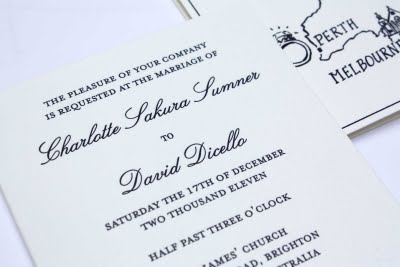 THE PLEASURE OF YOUR COMPANY
IS REQUESTED AT THE MARRIAGE OF
Charlotte Sakura Sumner
TO
David Dicello
SATURDAY THE 17TH OF DECEMBER
TWO THOUSAND ELEVEN
HALF PAST THREE O'CLOCK
JAMES' CHURCH
BRIGHTON
PERTH
MELBOURNE